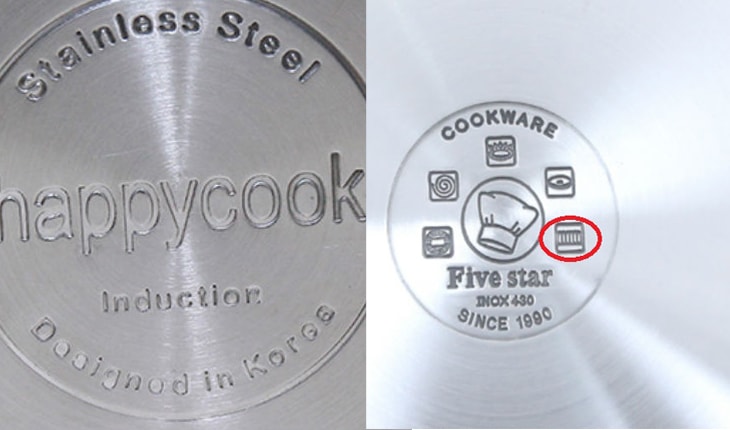 Stainless Steel
happycook
Induction
Designed in Korea
COOKWARE
Five star
INOX 430
SINCE 1990